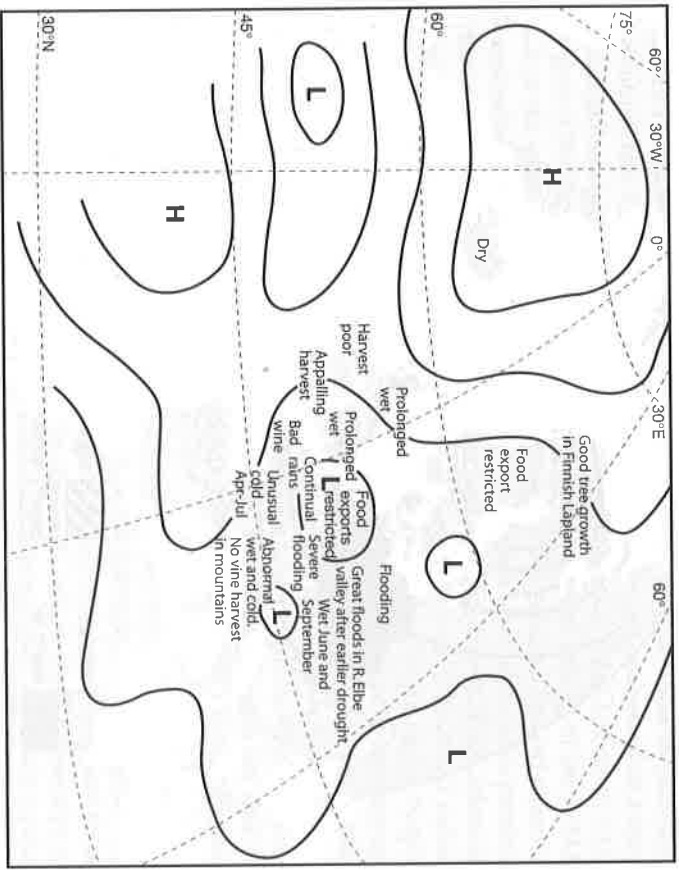 60°
30°W
0°
30°E
60°
75°
60°
45°
30°N
H
Dry
L
H
Good tree growth
in Finnish Lapland
Food
export
restricted
L
L
Prolonged
wet
Harvest
poor
Appalling
harvest
Prolonged
wet
Food
exports
restricted
L
Flooding
Great floods in R. Elbe
valley after earlier drought,
Wet June and
September
Continual
rains
Severe
flooding
Bad
wine
L
Unusual
cold
Apr-Jul
Abnormal
wet and cold.
No vine harvest
in mountains